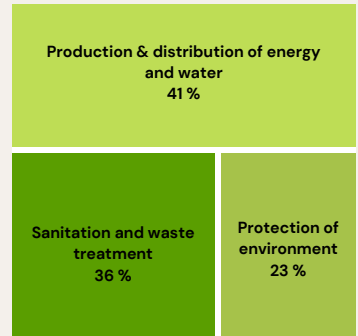 Production & distribution of energy
and water
41 %
Sanitation and waste
treatment
36 %
Protection of
environment
23 %